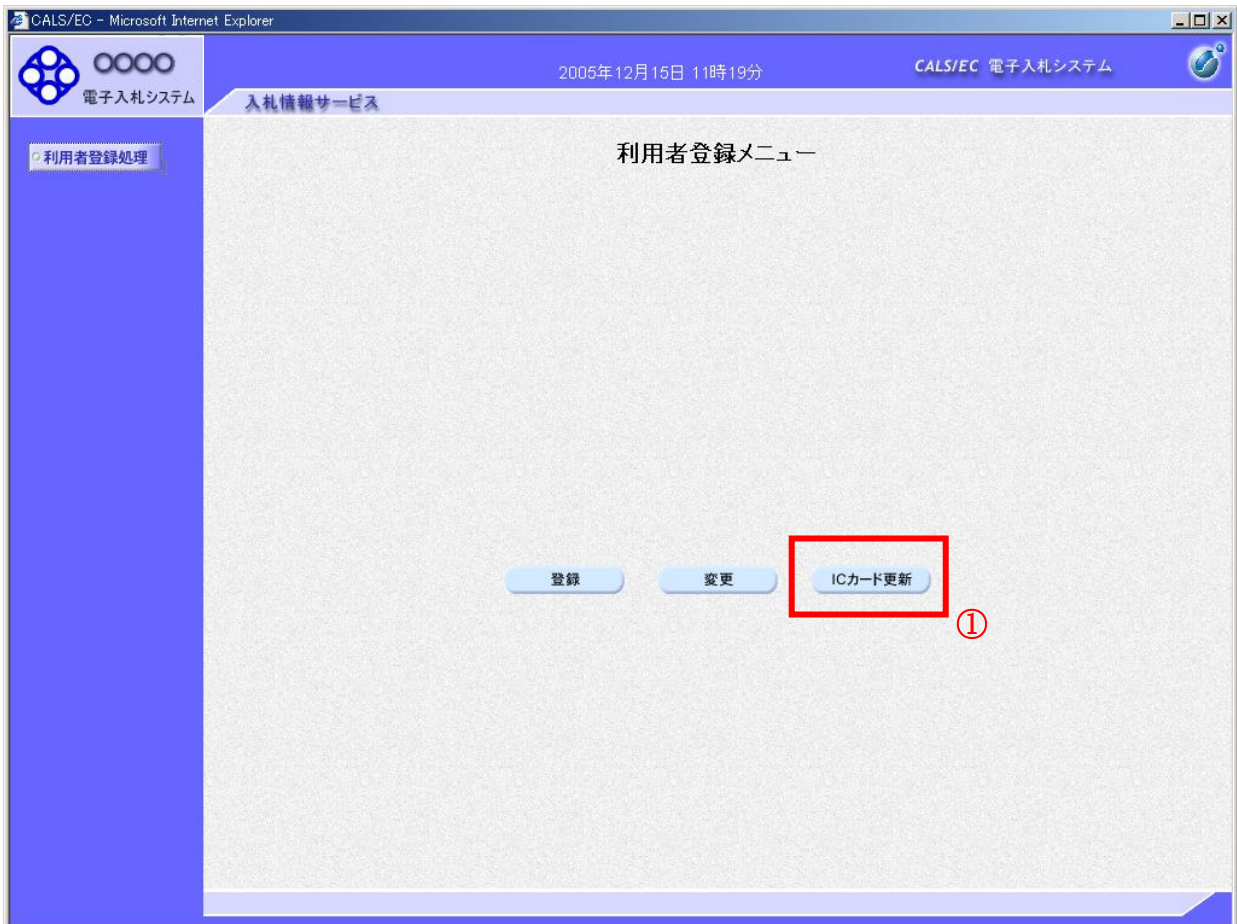 CALS/EC - Microsoft Internet Explorer
○○○○
電子入札システム
2005年12月15日 11時19分
CALS/EC 電子入札システム
入札情報サービス
利用者登録処理
利用者登録メニュー
登録
変更
ICカード更新
①